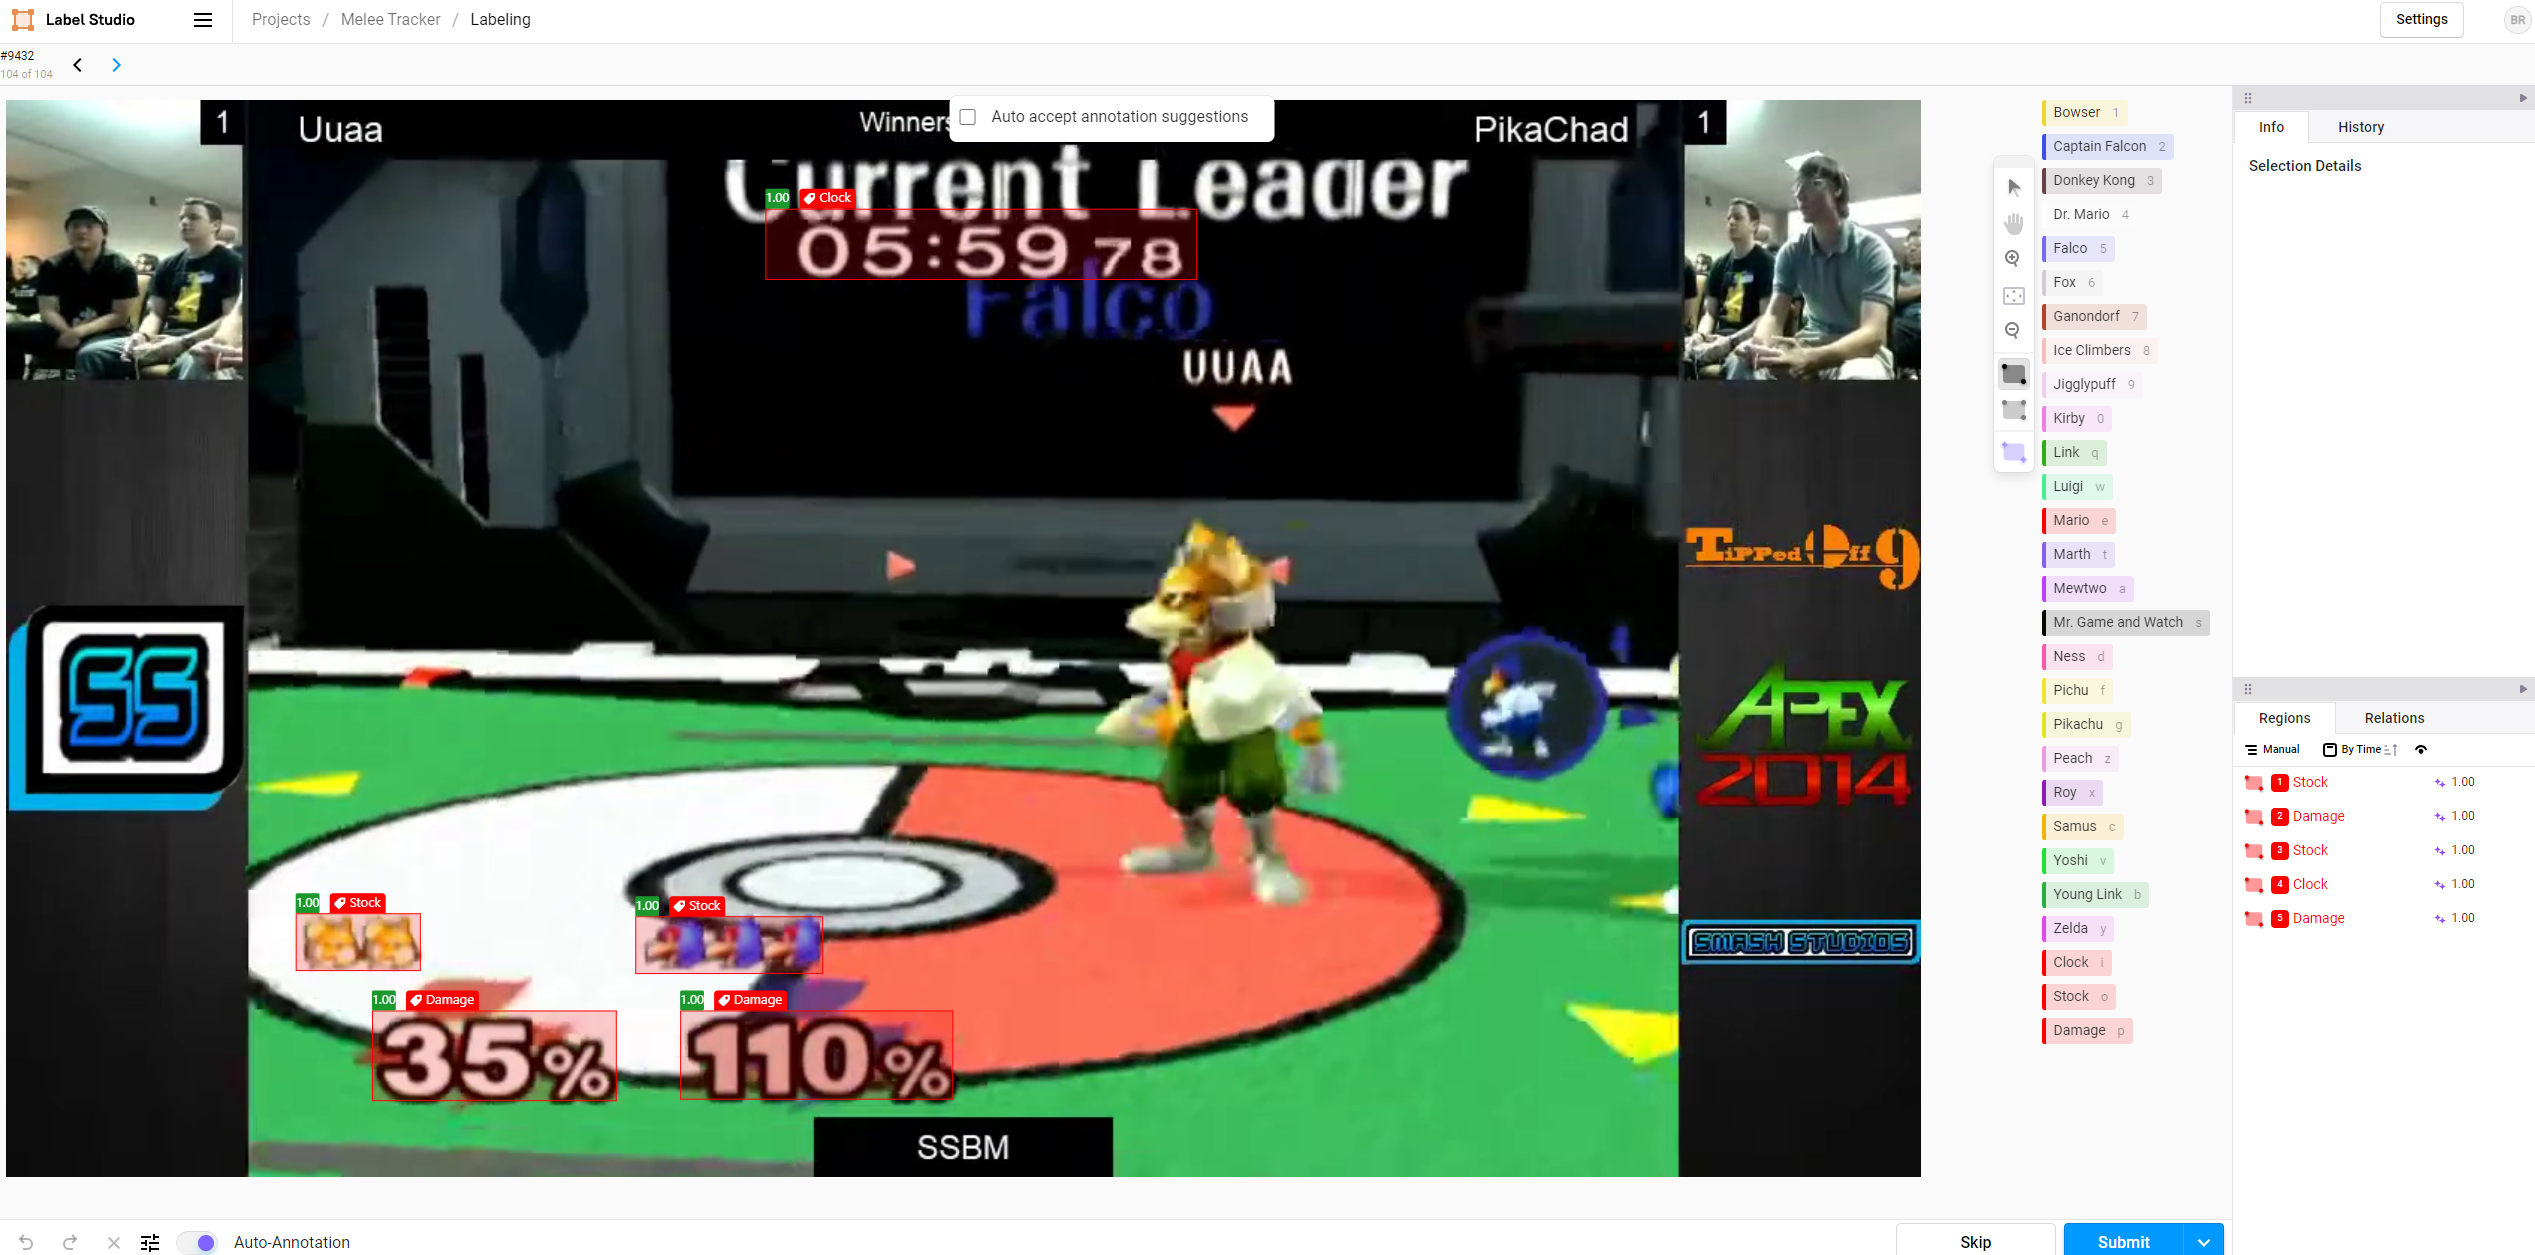 Label Studio
Projects / Melee Tracker / Labeling
Settings
BR
#9432
104 of 104
1
Uuaa
Winners
Auto accept annotation suggestions
PikaChad
1
Current Leader
1.00 Clock
05:59 78
Falco
UUAA
Tipped Off 9
SS
APEX
2014
SMASH STUDIOS
1.00 Stock
1.00 Stock
1.00 Damage
1.00 Damage
35%
110%
SSBM
Bowser 1
Captain Falcon 2
Donkey Kong 3
Dr. Mario 4
Falco 5
Fox 6
Ganondorf 7
Ice Climbers 8
Jigglypuff 9
Kirby 0
Link q
Luigi w
Mario e
Marth t
Mewtwo a
Mr. Game and Watch s
Ness d
Pichu f
Pikachu g
Peach z
Roy x
Samus c
Yoshi v
Young Link b
Zelda y
Clock i
Stock o
Damage p
Info
History
Selection Details
Regions
Relations
Manual
By Time
1 Stock 1.00
2 Damage 1.00
3 Stock 1.00
4 Clock 1.00
5 Damage 1.00
Auto-Annotation
Skip
Submit